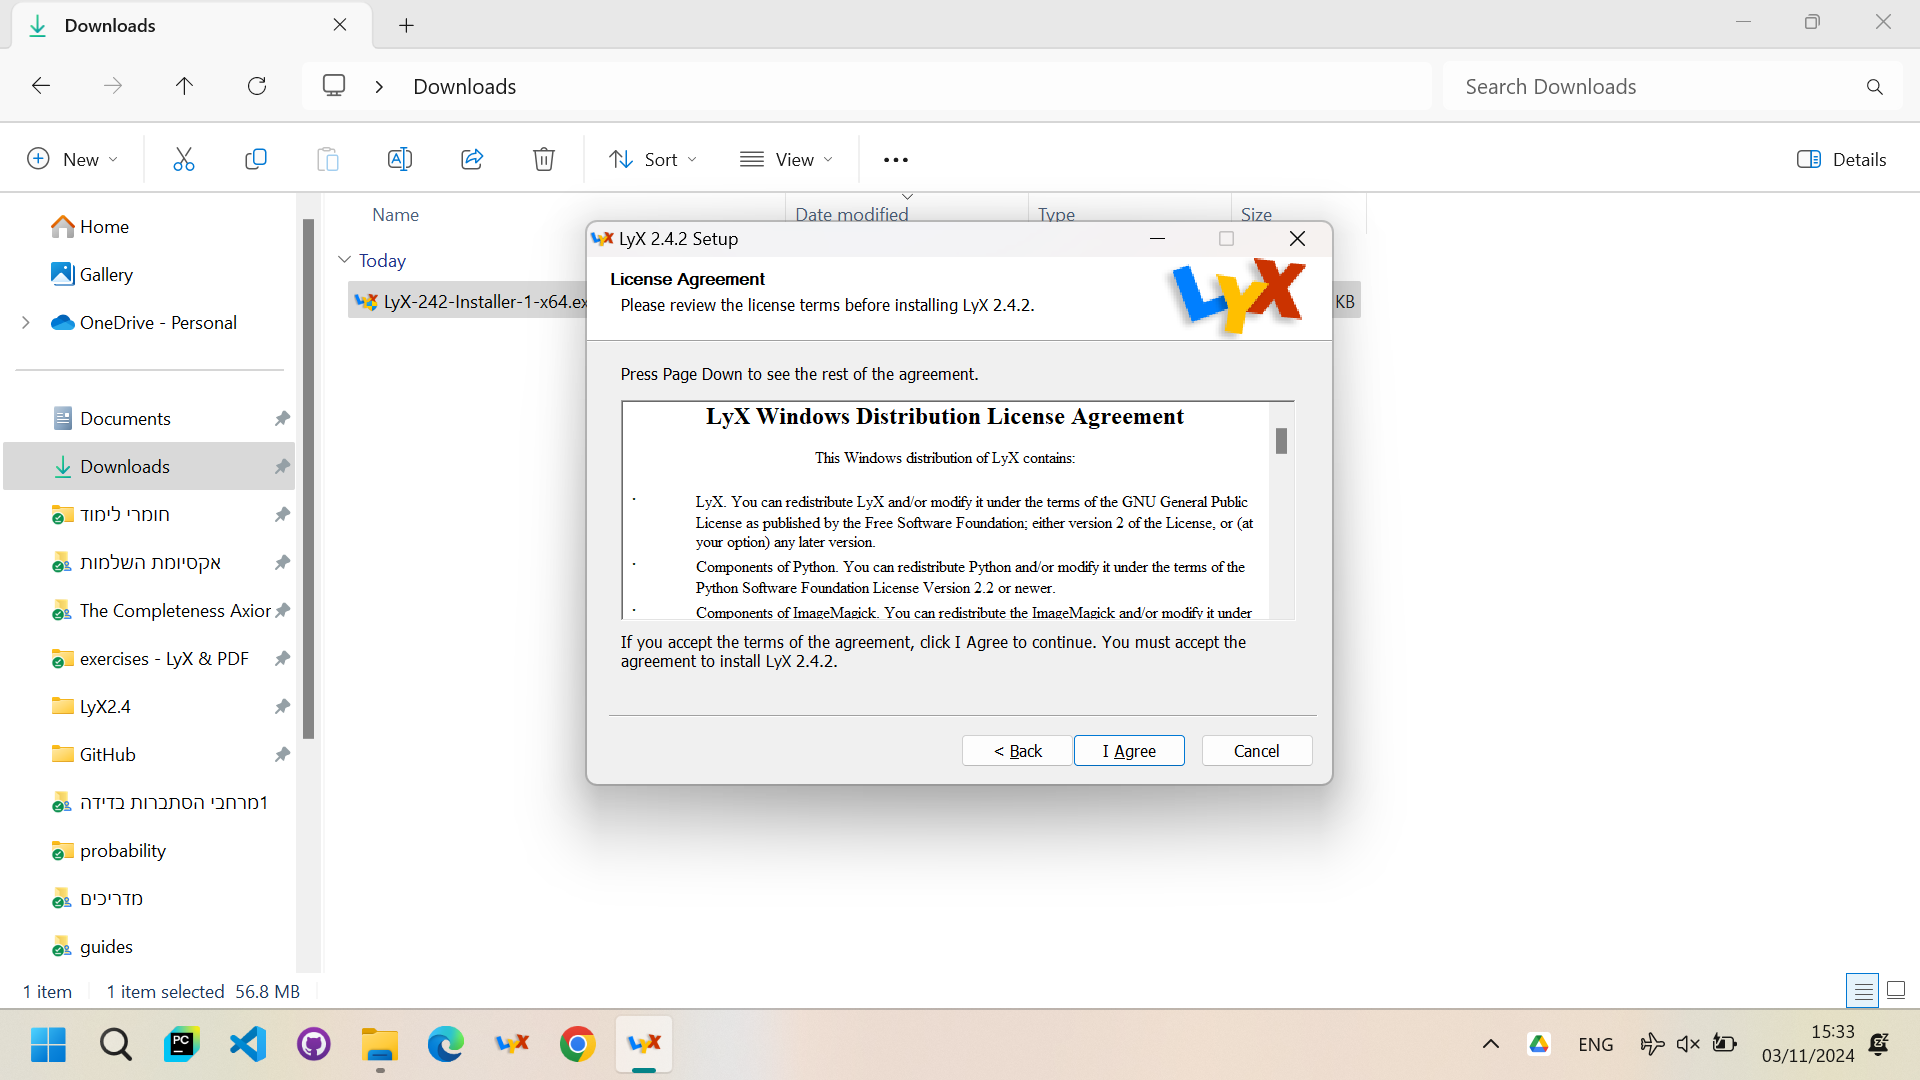 Downloads
Downloads
Search Downloads
New
Sort
View
Details
Home
Gallery
OneDrive - Personal
Documents
Downloads
חומרי לימוד
אקסיומת השלמות
The Completeness Axior
exercises - LyX & PDF
LyX2.4
GitHub
מרחבי הסתברות בדידה1
probability
מדריכים
guides
Name
Date modified
Type
Size
Today
LyX-242-Installer-1-x64.ex
KB
LyX 2.4.2 Setup
License Agreement
Please review the license terms before installing LyX 2.4.2.
LyX
Press Page Down to see the rest of the agreement.
LyX Windows Distribution License Agreement
This Windows distribution of LyX contains:
· LyX. You can redistribute LyX and/or modify it under the terms of the GNU General Public
License as published by the Free Software Foundation; either version 2 of the License, or (at
your option) any later version.
· Components of Python. You can redistribute Python and/or modify it under the terms of the
Python Software Foundation License Version 2.2 or newer.
· Components of ImageMagick. You can redistribute the ImageMagick and/or modify it under
If you accept the terms of the agreement, click I Agree to continue. You must accept the
agreement to install LyX 2.4.2.
< Back
I Agree
Cancel
1 item
1 item selected 56.8 MB
PC
LyX
LyX
ENG
15:33
03/11/2024